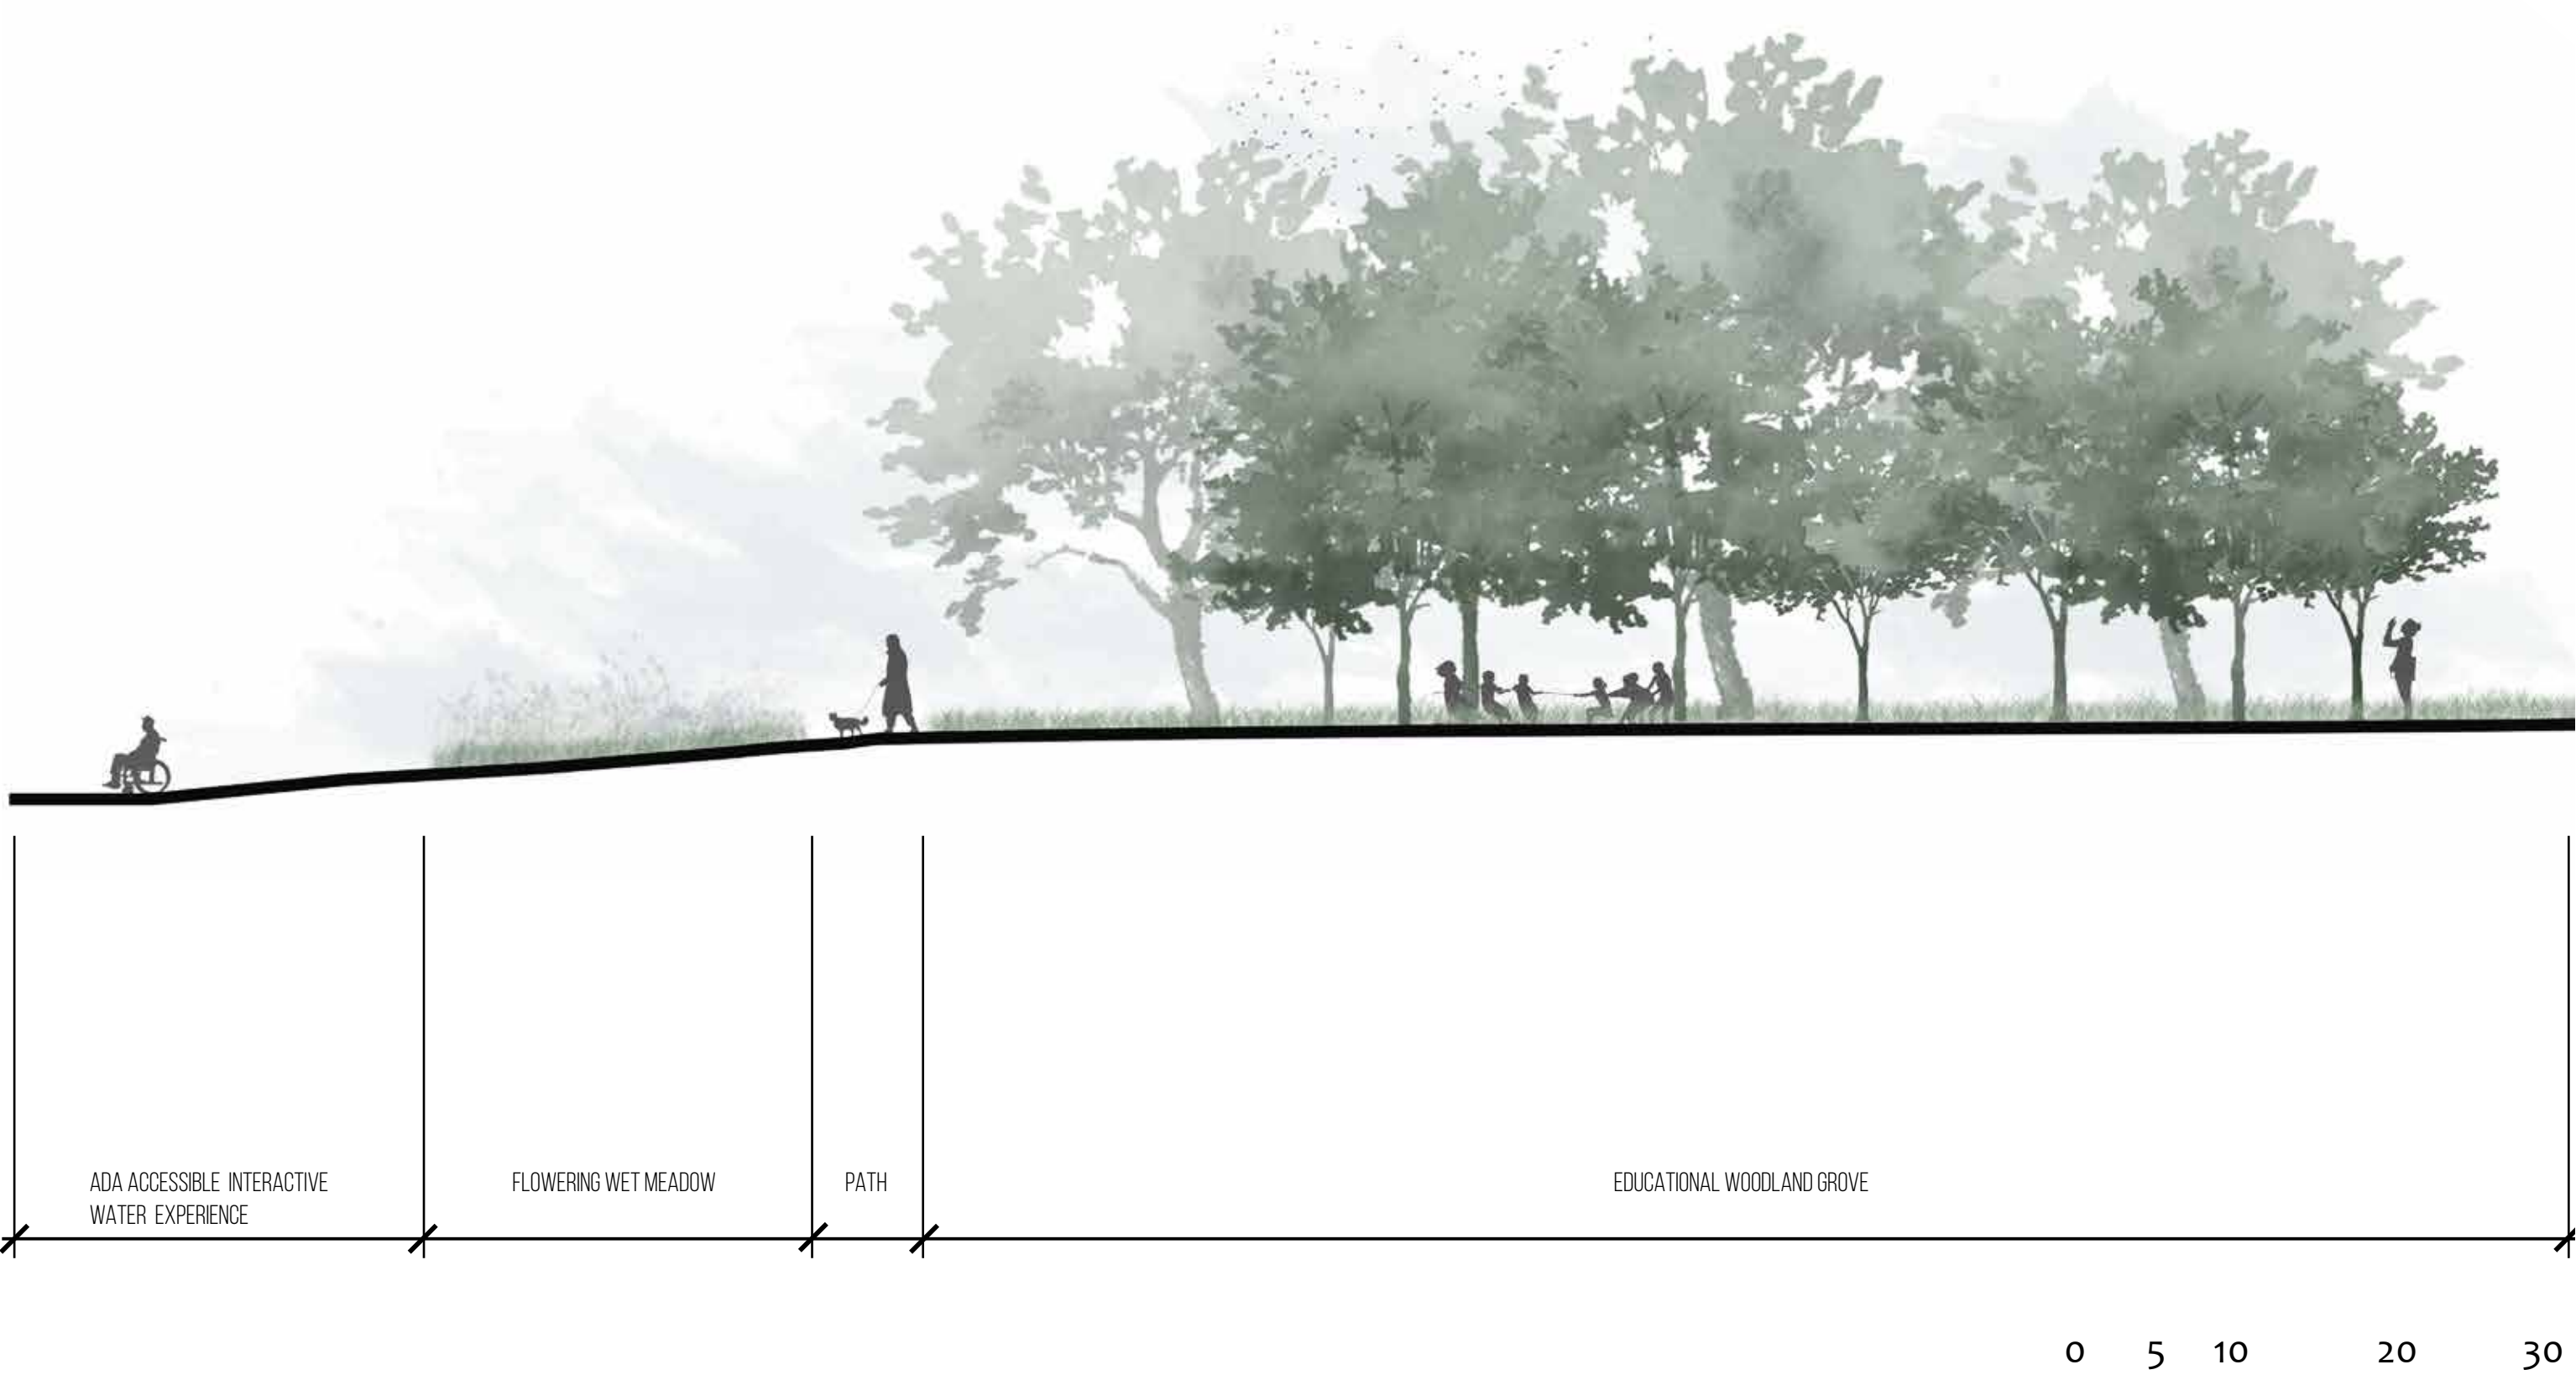 ADA ACCESSIBLE INTERACTIVE
WATER EXPERIENCE
FLOWERING WET MEADOW
PATH
EDUCATIONAL WOODLAND GROVE
0 5 10 20 30